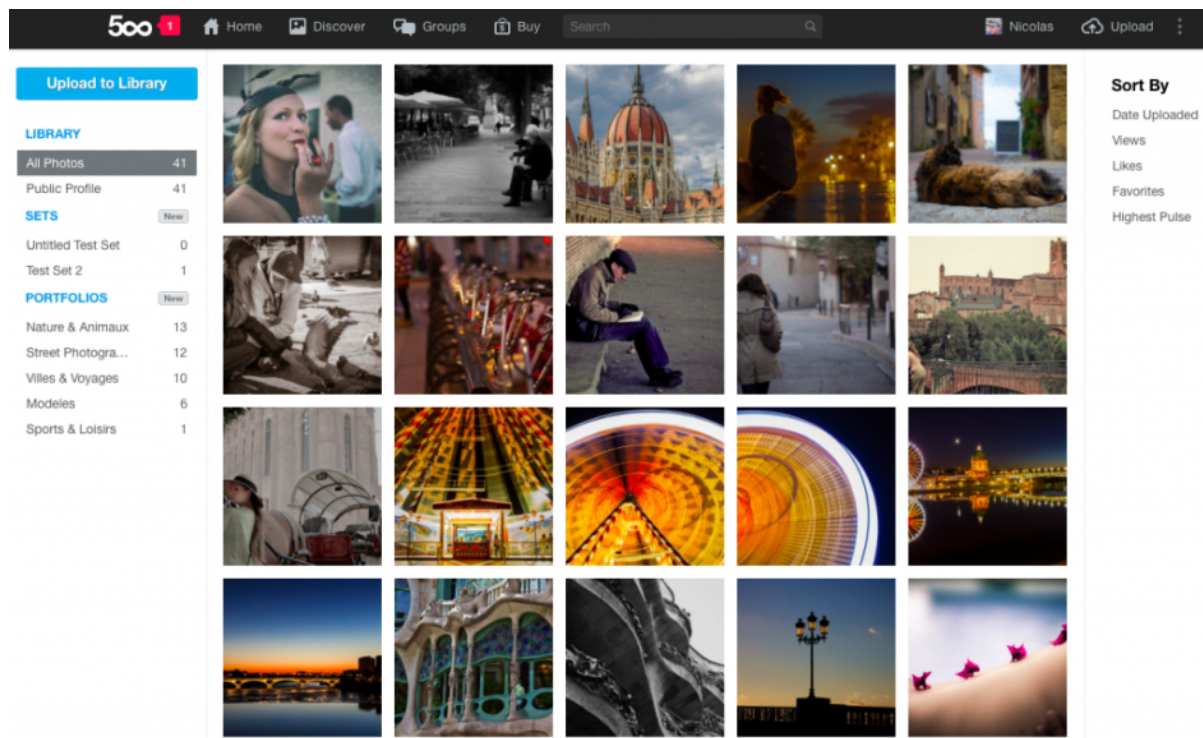 500 1 Home Discover Groups Buy Search Nicolas Upload
Upload to Library
LIBRARY
All Photos 41
Public Profile 41
SETS New
Untitled Test Set 0
Test Set 2 1
PORTFOLIOS New
Nature & Animaux 13
Street Photogra... 12
Villes & Voyages 10
Modeles 6
Sports & Loisirs 1
Sort By
Date Uploaded
Views
Likes
Favorites
Highest Pulse